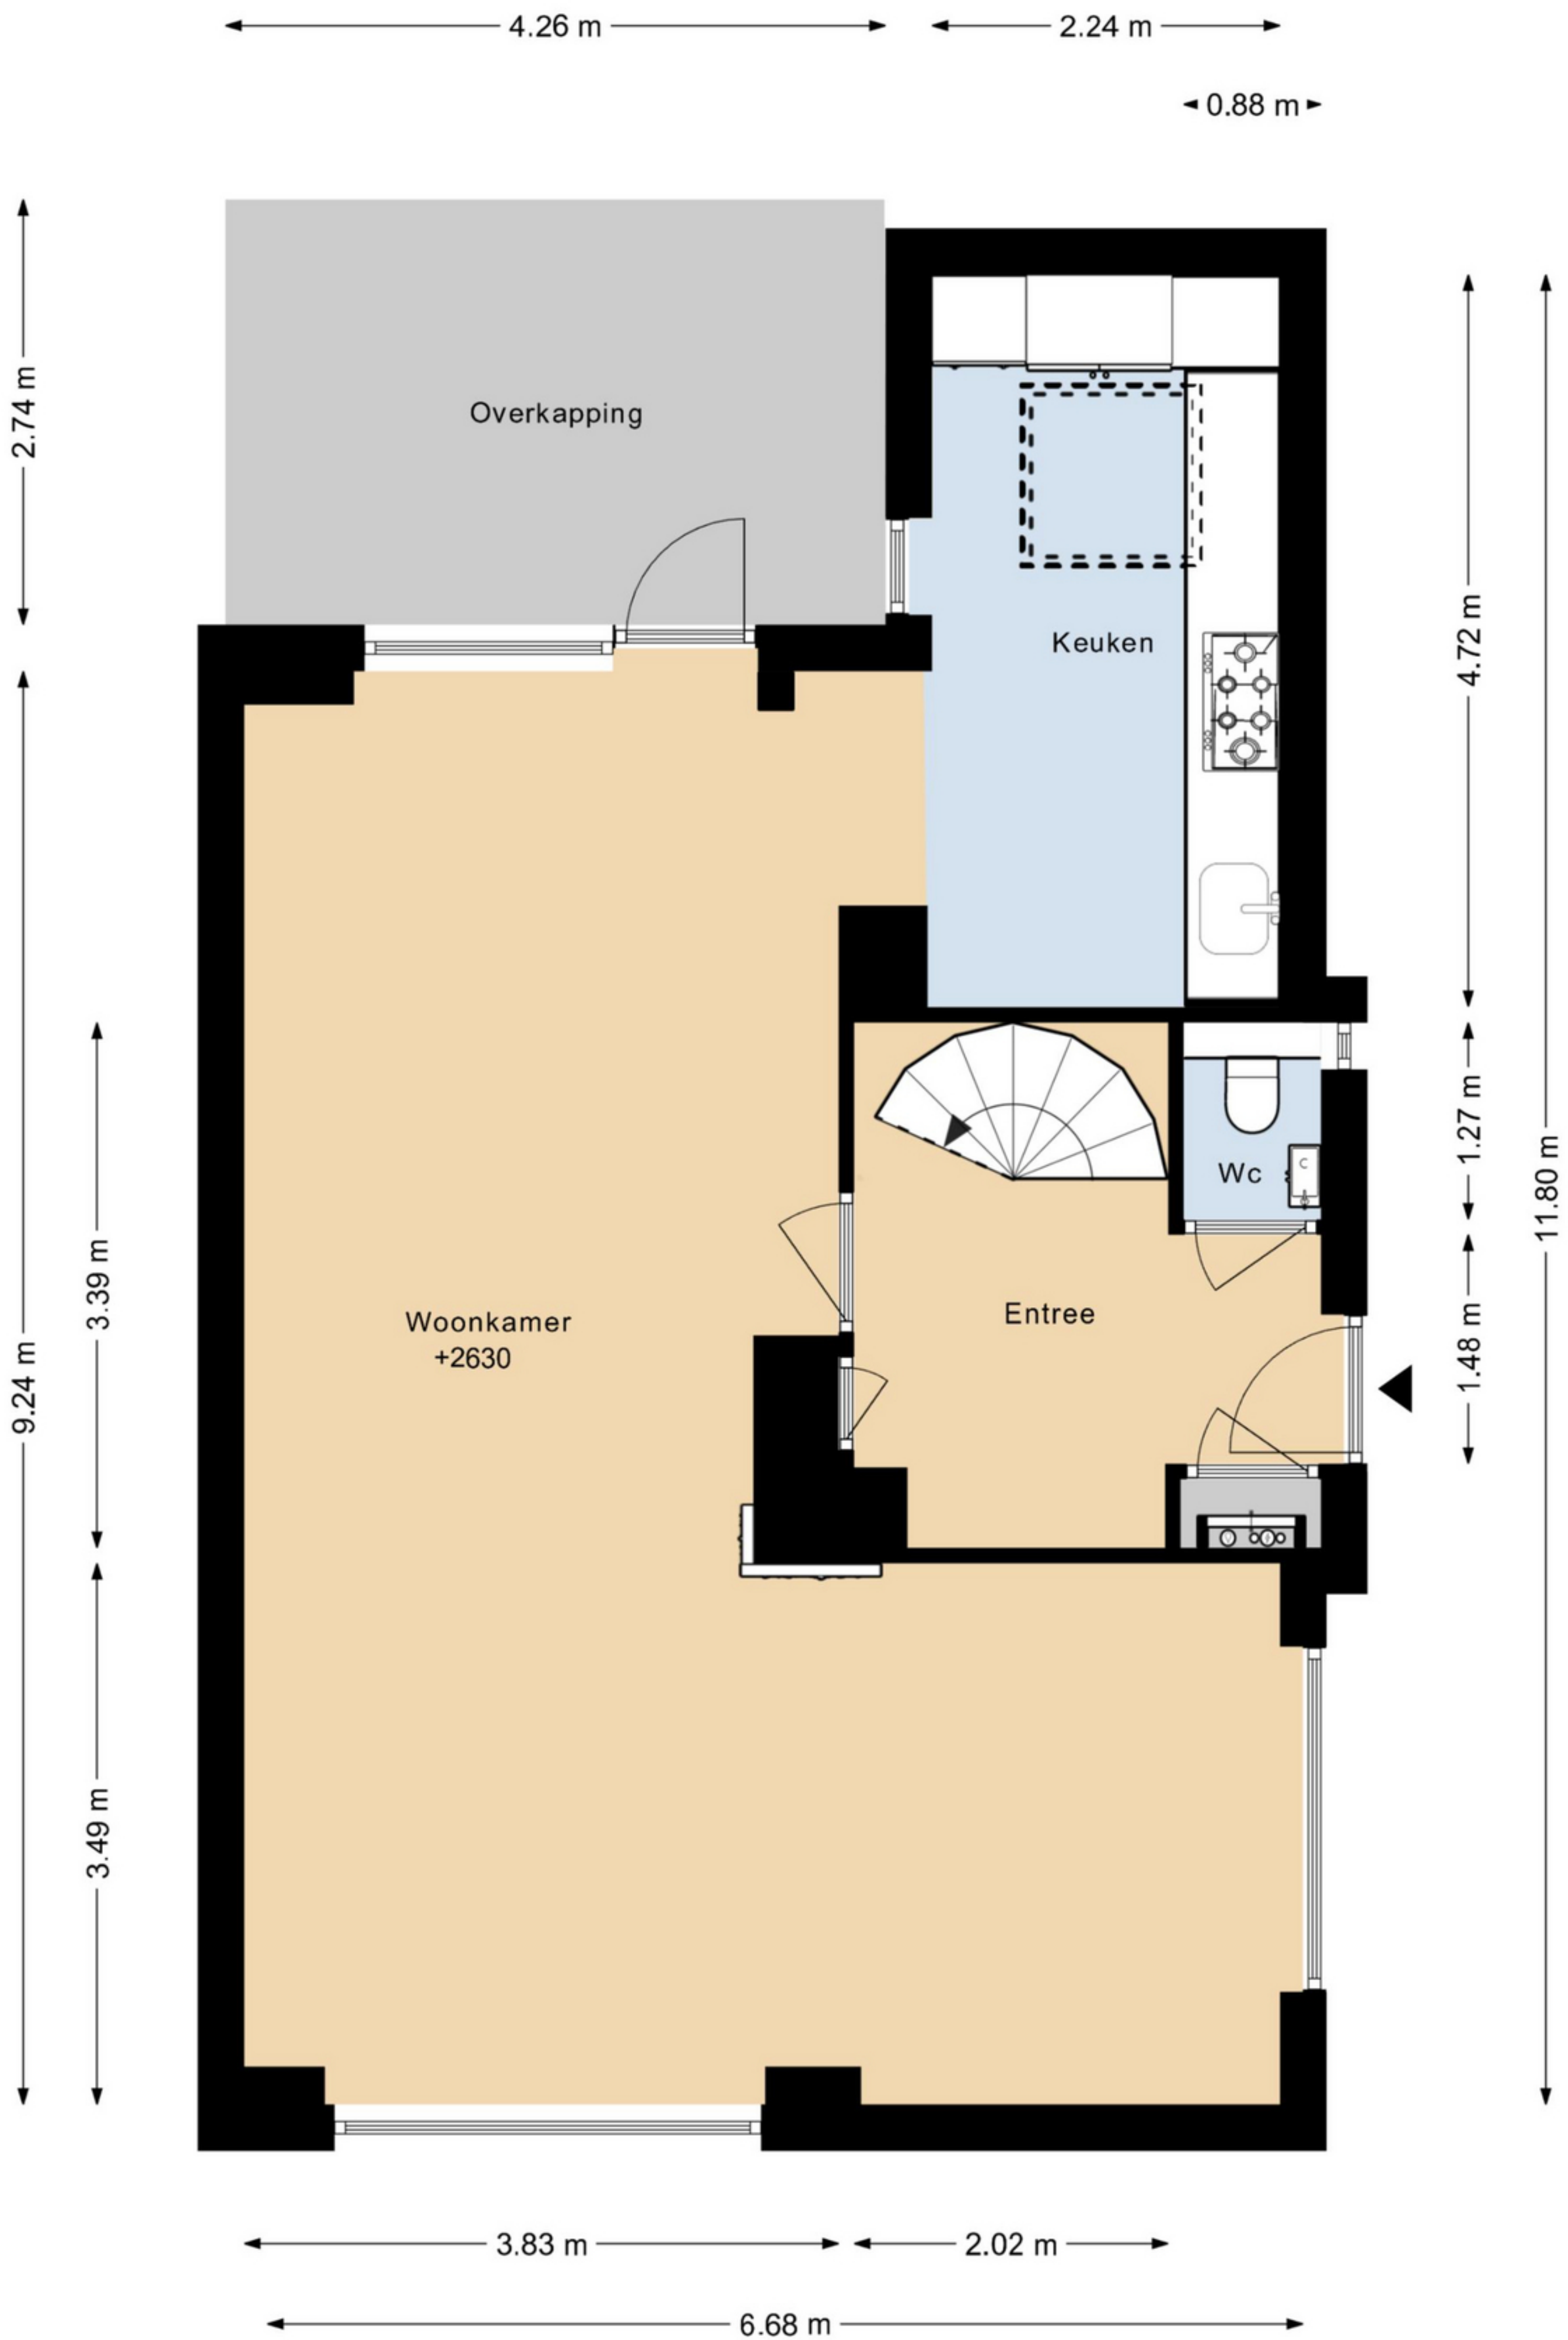 4.26 m
2.24 m
0.88 m
2.74 m
Overkapping
4.72 m
Keuken
1.27 m
Wc
11.80 m
3.39 m
Entree
Woonkamer
+2630
1.48 m
9.24 m
3.49 m
3.83 m
2.02 m
6.68 m